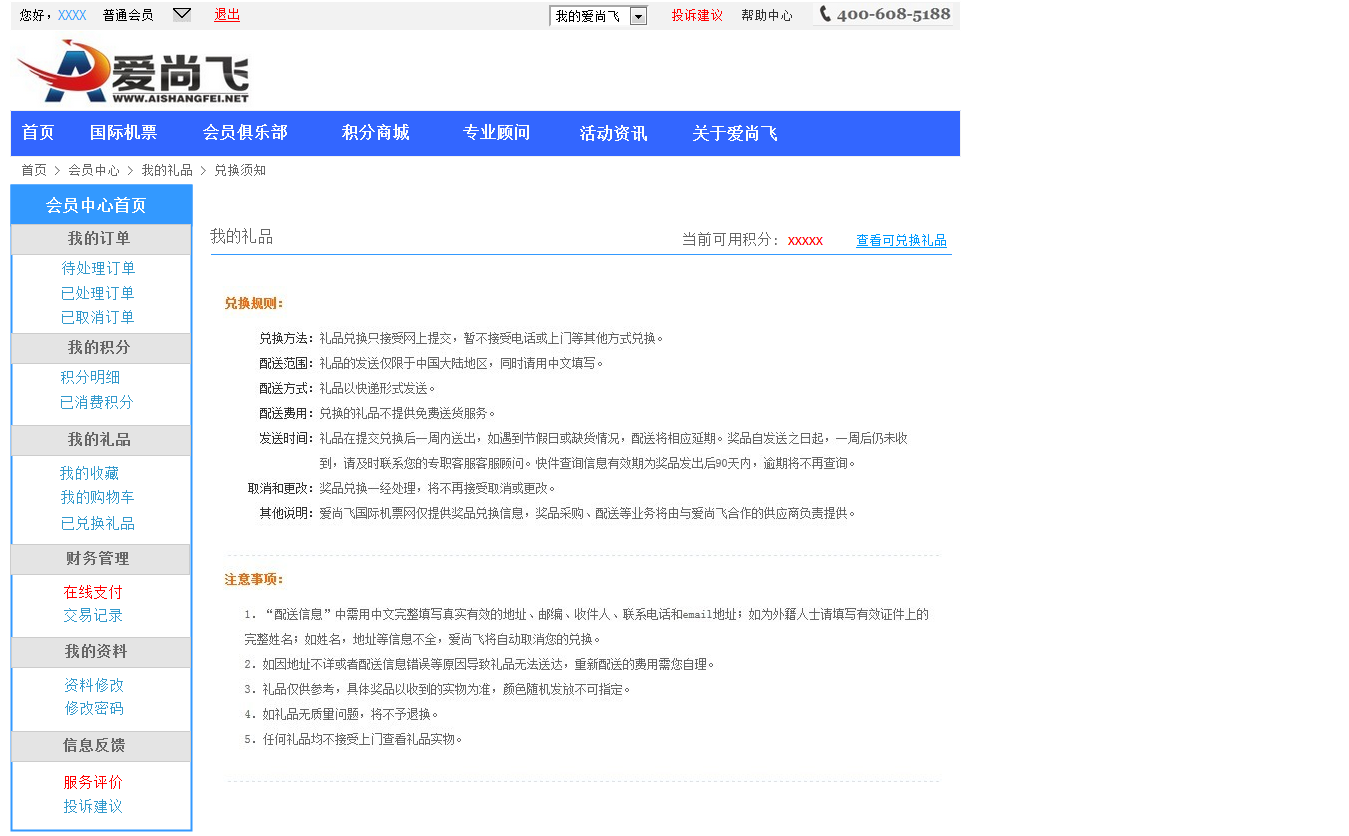 您好，XXXX 普通会员 退出 我的爱尚飞 投诉建议 帮助中心 400-608-5188
爱尚飞
WWW.AISHANGFEI.NET
首页 国际机票 会员俱乐部 积分商城 专业顾问 活动资讯 关于爱尚飞
首页 > 会员中心 > 我的礼品 > 兑换须知
会员中心首页
我的订单
待处理订单
已处理订单
已取消订单
我的积分
积分明细
已消费积分
我的礼品
我的收藏
我的购物车
已兑换礼品
财务管理
在线支付
交易记录
我的资料
资料修改
修改密码
信息反馈
服务评价
投诉建议
我的礼品 当前可用积分：xxxxx 查看可兑换礼品
兑换规则：
兑换方法：礼品兑换只接受网上提交，暂不接受电话或上门等其他方式兑换。
配送范围：礼品的发送仅限于中国大陆地区，同时请用中文填写。
配送方式：礼品以快递形式发送。
配送费用：兑换的礼品不提供免费送货服务。
发送时间：礼品在提交兑换后一周内送出，如遇到节假日或缺货情况，配送将相应延期。奖品自发送之日起，一周后仍未收
到，请及时联系您的专职客服客服顾问。快件查询信息有效期为奖品发出后90天内，逾期将不再查询。
取消和更改：奖品兑换一经处理，将不再接受取消或更改。
其他说明：爱尚飞国际机票网仅提供奖品兑换信息，奖品采购、配送等业务将由与爱尚飞合作的供应商负责提供。
注意事项：
1. “配送信息”中需用中文完整填写真实有效的地址、邮编、收件人、联系电话和email地址；如为外籍人士请填写有效证件上的
完整姓名；如姓名，地址等信息不全，爱尚飞将自动取消您的兑换。
2. 如因地址不详或者配送信息错误等原因导致礼品无法送达，重新配送的费用需您自理。
3. 礼品仅供参考，具体奖品以收到的实物为准，颜色随机发放不可指定。
4. 如礼品无质量问题，将不予退换。
5. 任何礼品均不接受上门查看礼品实物。